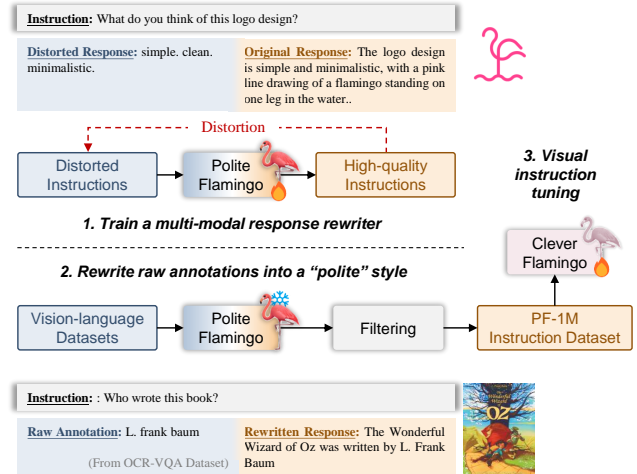 Instruction: What do you think of this logo design?
Distorted Response: simple. clean.
minimalistic.
Original Response: The logo design
is simple and minimalistic, with a pink
line drawing of a flamingo standing on
one leg in the water..
Distortion
Distorted
Instructions
Polite
Flamingo
High-quality
Instructions
3. Visual
instruction
tuning
1. Train a multi-modal response rewriter
Clever
Flamingo
2. Rewrite raw annotations into a “polite” style
Vision-language
Datasets
Polite
Flamingo
Filtering
PF-1M
Instruction Dataset
Instruction: : Who wrote this book?
Raw Annotation: L. frank baum
(From OCR-VQA Dataset)
Rewritten Response: The Wonderful
Wizard of Oz was written by L. Frank
Baum
Wonderful
Wizard
OZ